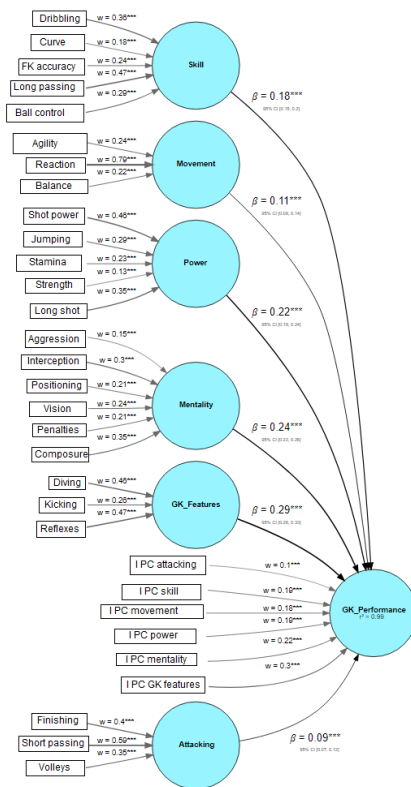 Dribbling
w = 0.36***
Curve
w = 0.18***
FK accuracy
w = 0.24***
Long passing
w = 0.47***
Ball control
w = 0.29***
Skill
β = 0.18***
Agility
w = 0.24***
Reaction
w = 0.79***
Balance
w = 0.22***
Movement
β = 0.11***
Shot power
w = 0.46***
Jumping
w = 0.29***
Stamina
w = 0.23***
Strength
w = 0.13***
Long shot
w = 0.35***
Power
β = 0.22***
Aggression
w = 0.15***
Interception
w = 0.3***
Positioning
w = 0.21***
Vision
w = 0.24***
Penalties
w = 0.21***
Composure
w = 0.35***
Mentality
β = 0.24***
Diving
w = 0.46***
Kicking
w = 0.26***
Reflexes
w = 0.47***
GK_Features
β = 0.29***
I PC attacking
w = 0.1***
I PC skill
w = 0.19***
I PC movement
w = 0.18***
I PC power
w = 0.19***
I PC mentality
w = 0.22***
I PC GK features
w = 0.3***
GK_Performance
r² = 0.99
Finishing
w = 0.4***
Short passing
w = 0.59***
Volleys
w = 0.35***
Attacking
β = 0.09***